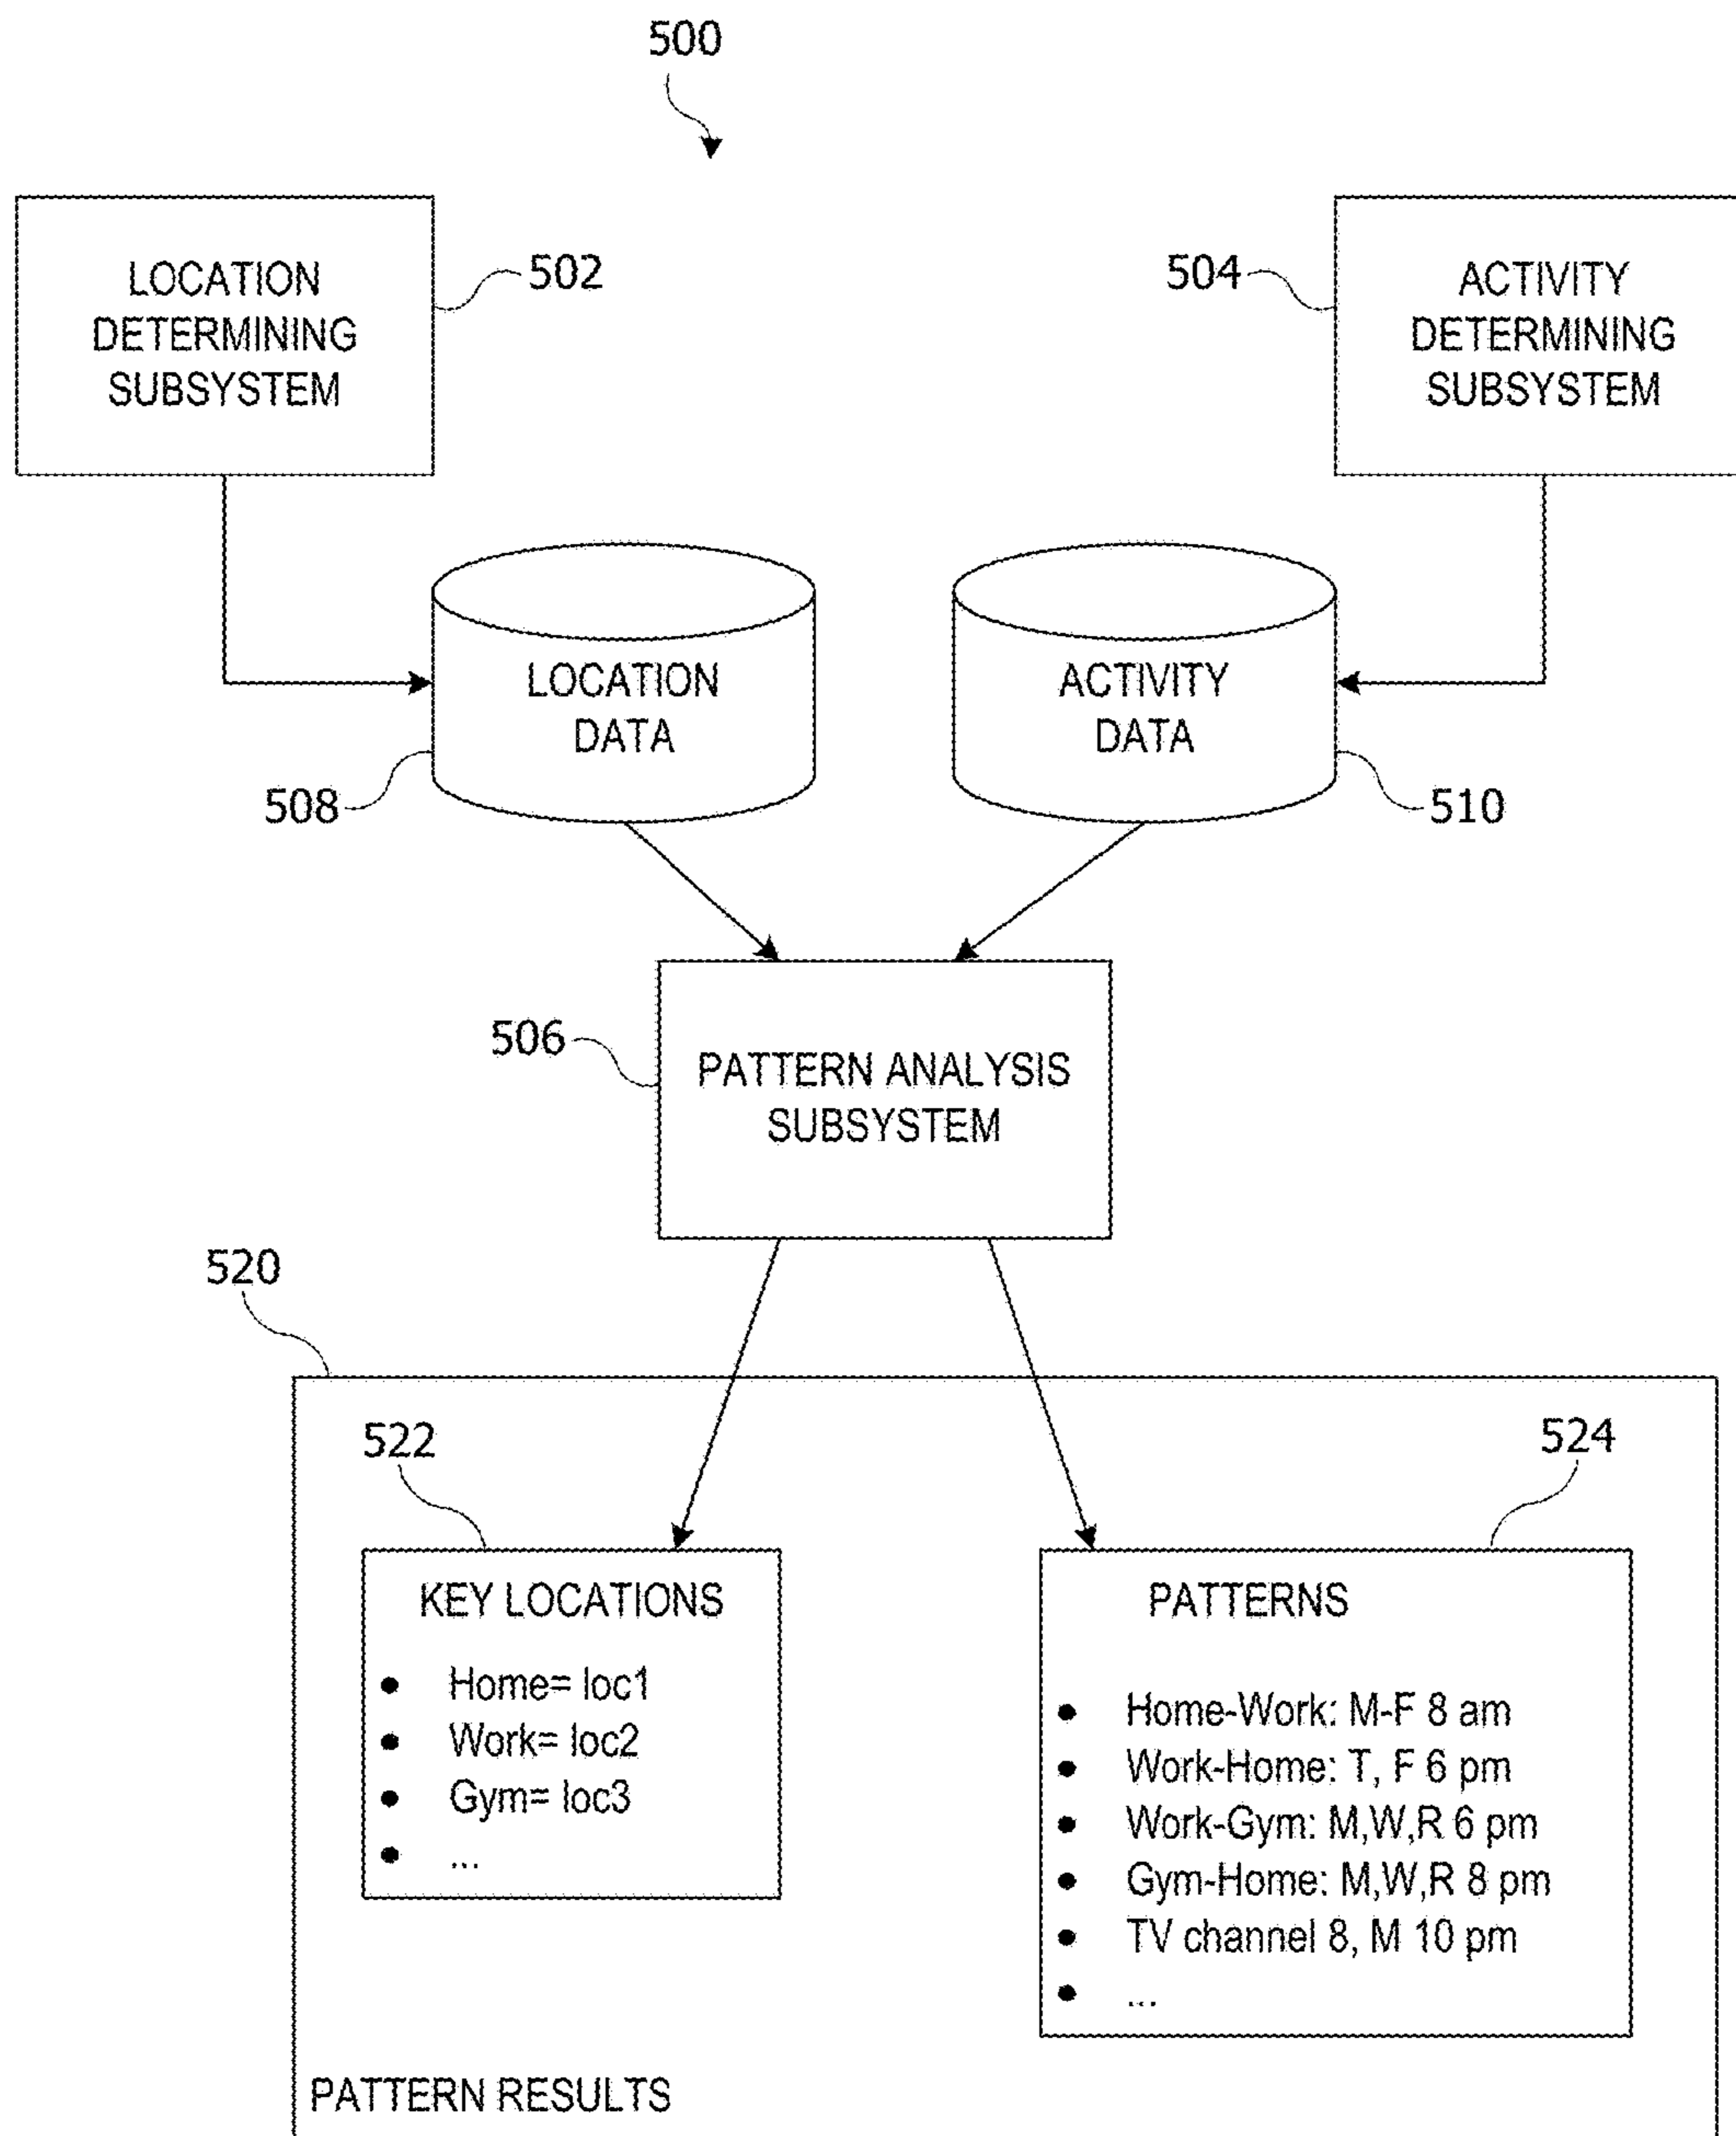 500
LOCATION
DETERMINING
SUBSYSTEM
502
504
ACTIVITY
DETERMINING
SUBSYSTEM
LOCATION
DATA
508
ACTIVITY
DATA
510
506
PATTERN ANALYSIS
SUBSYSTEM
520
522
KEY LOCATIONS
• Home= loc1
• Work= loc2
• Gym= loc3
• ...
524
PATTERNS
• Home-Work: M-F 8 am
• Work-Home: T, F 6 pm
• Work-Gym: M,W,R 6 pm
• Gym-Home: M,W,R 8 pm
• TV channel 8, M 10 pm
• ...
PATTERN RESULTS